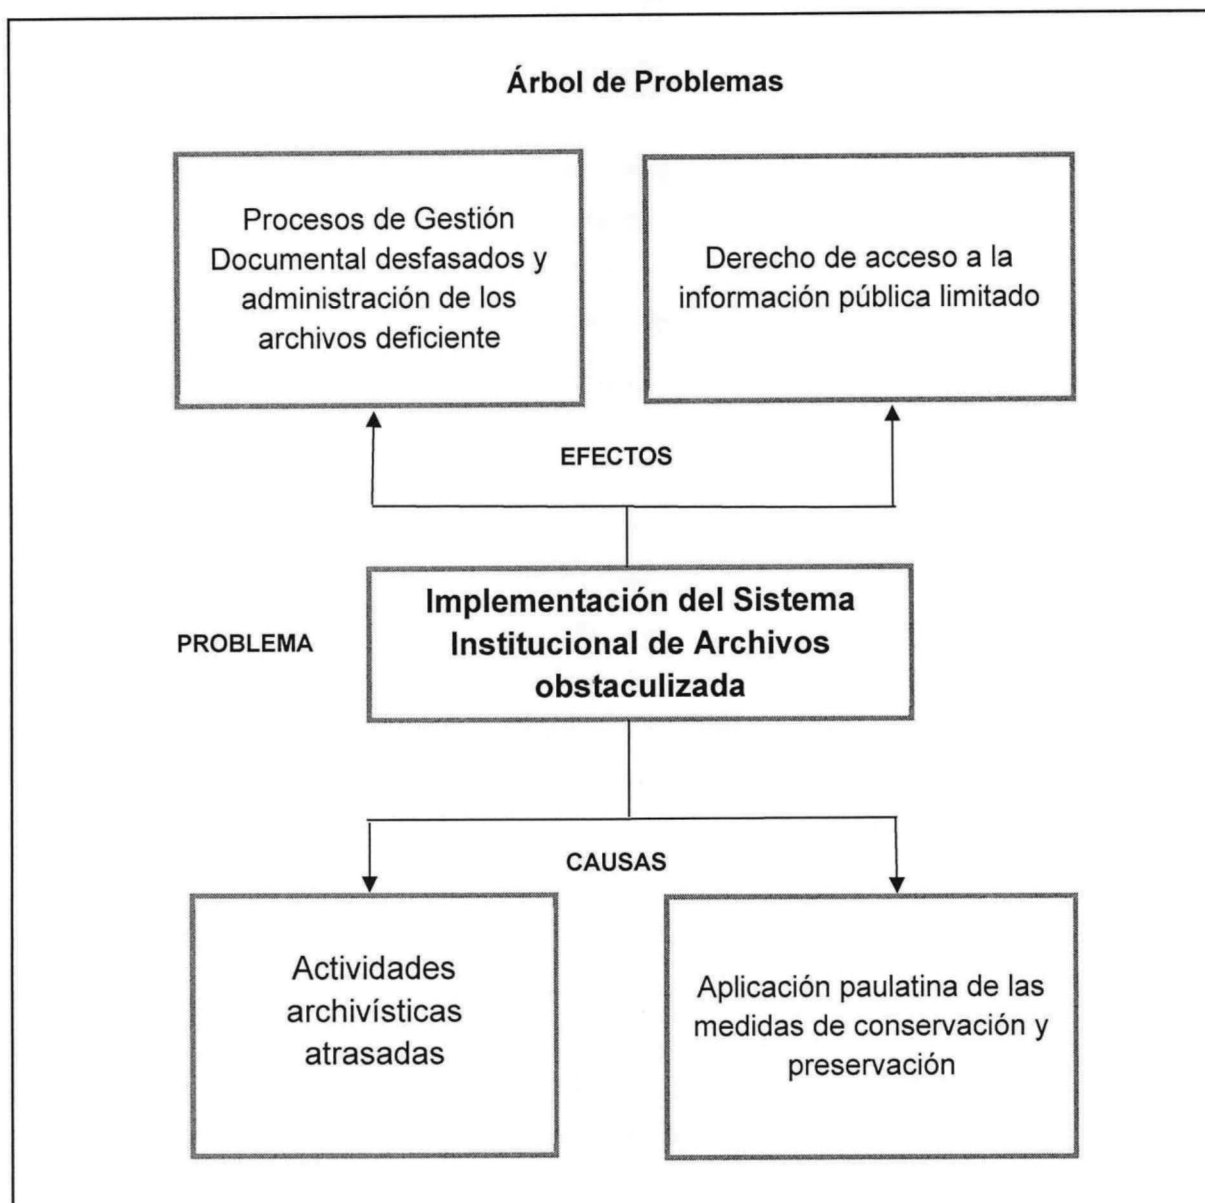 Árbol de Problemas
Procesos de Gestión
Documental desfasados y
administración de los
archivos deficiente
Derecho de acceso a la
información pública limitado
EFECTOS
PROBLEMA
Implementación del Sistema
Institucional de Archivos
obstaculizada
CAUSAS
Actividades
archivísticas
atrasadas
Aplicación paulatina de las
medidas de conservación y
preservación